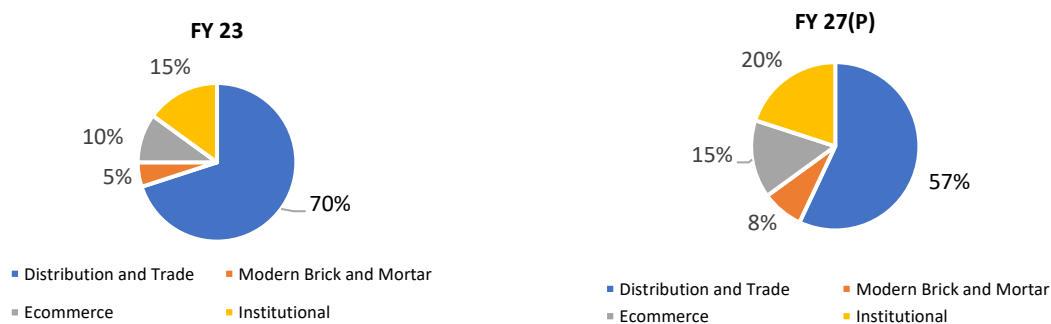 FY 23
15%
10%
5%
70%
Distribution and Trade
Modern Brick and Mortar
Ecommerce
Institutional
FY 27(P)
20%
15%
57%
8%
Distribution and Trade
Modern Brick and Mortar
Ecommerce
Institutional